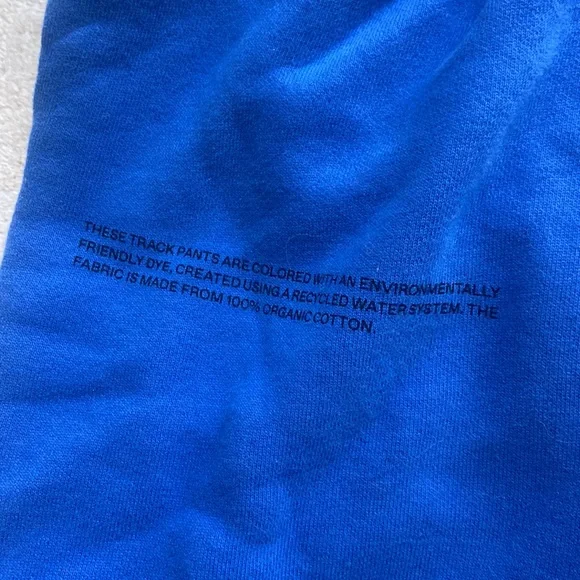 THESE TRACK PANTS ARE COLORED WITH AN ENVIRONMENTALLY
FRIENDLY DYE, CREATED USING A RECYCLED WATER SYSTEM. THE
FABRIC IS MADE FROM 100% ORGANIC COTTON.